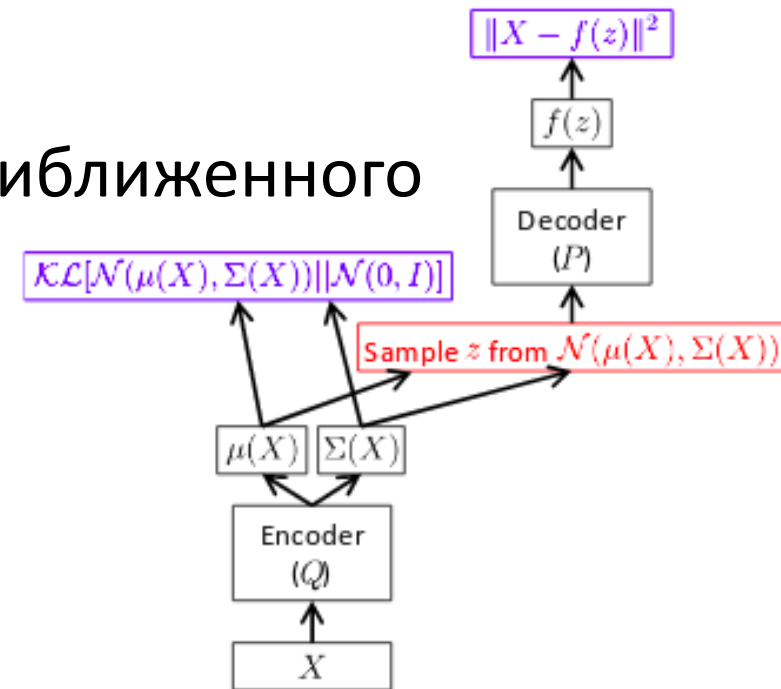 ‖X − f(z)‖²
f(z)
иближенного
Decoder
(P)
𝒦ℒ[𝒩(μ(X), Σ(X))||𝒩(0, I)]
Sample z from 𝒩(μ(X), Σ(X))
μ(X) Σ(X)
Encoder
(Q)
X